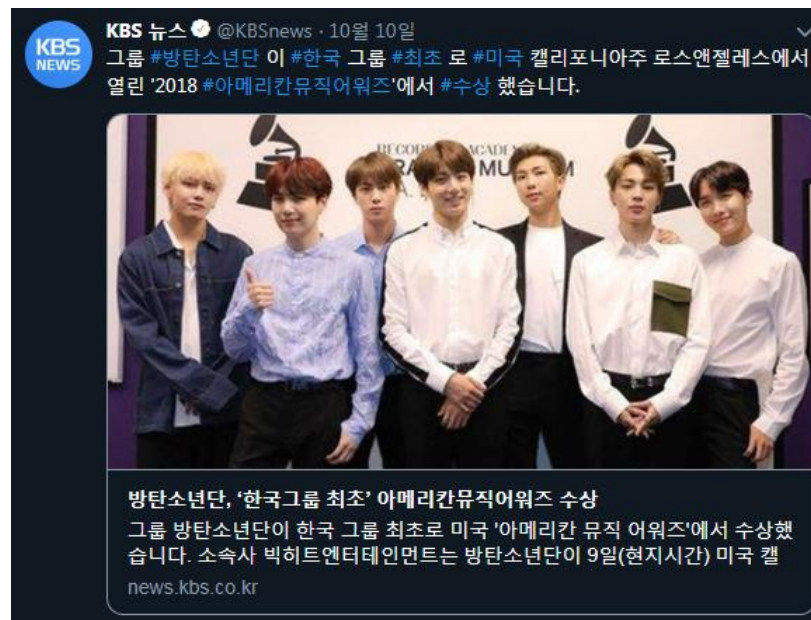 KBS 뉴스 @KBSnews · 10월 10일
KBS
NEWS
그룹 #방탄소년단 이 #한국 그룹 #최초 로 #미국 캘리포니아주 로스앤젤레스에서
열린 '2018 #아메리칸뮤직어워즈'에서 #수상 했습니다.
방탄소년단, ‘한국그룹 최초’ 아메리칸뮤직어워즈 수상
그룹 방탄소년단이 한국 그룹 최초로 미국 '아메리칸 뮤직 어워즈'에서 수상했
습니다. 소속사 빅히트엔터테인먼트는 방탄소년단이 9일(현지시간) 미국 캘
news.kbs.co.kr